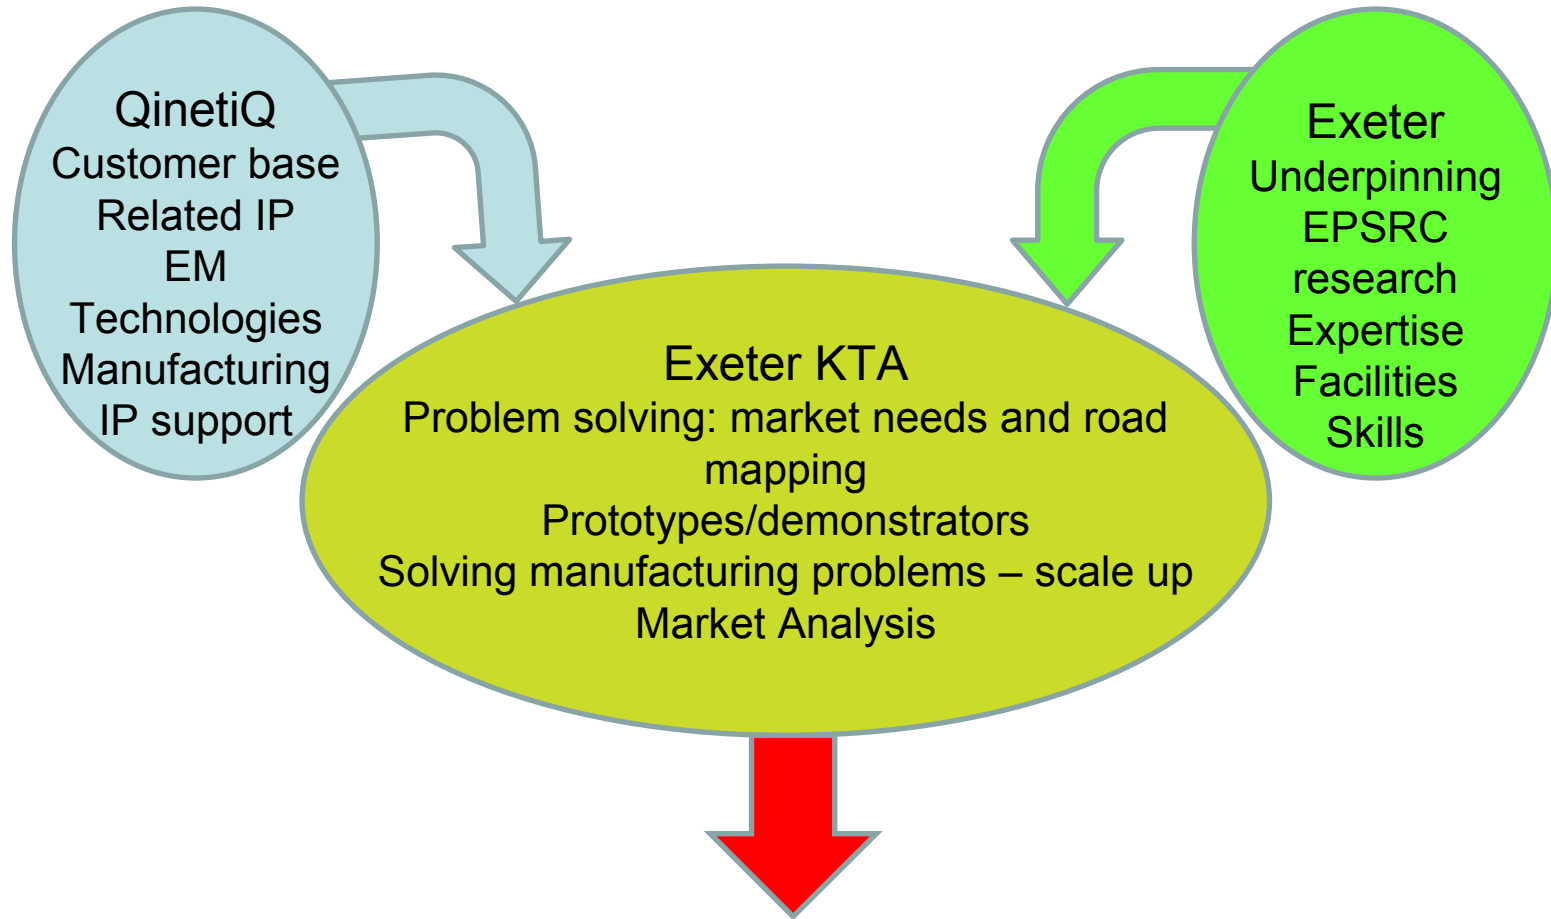 QinetiQ
Customer base
Related IP
EM
Technologies
Manufacturing
IP support
Exeter
Underpinning
EPSRC
research
Expertise
Facilities
Skills
Exeter KTA
Problem solving: market needs and road
mapping
Prototypes/demonstrators
Solving manufacturing problems – scale up
Market Analysis